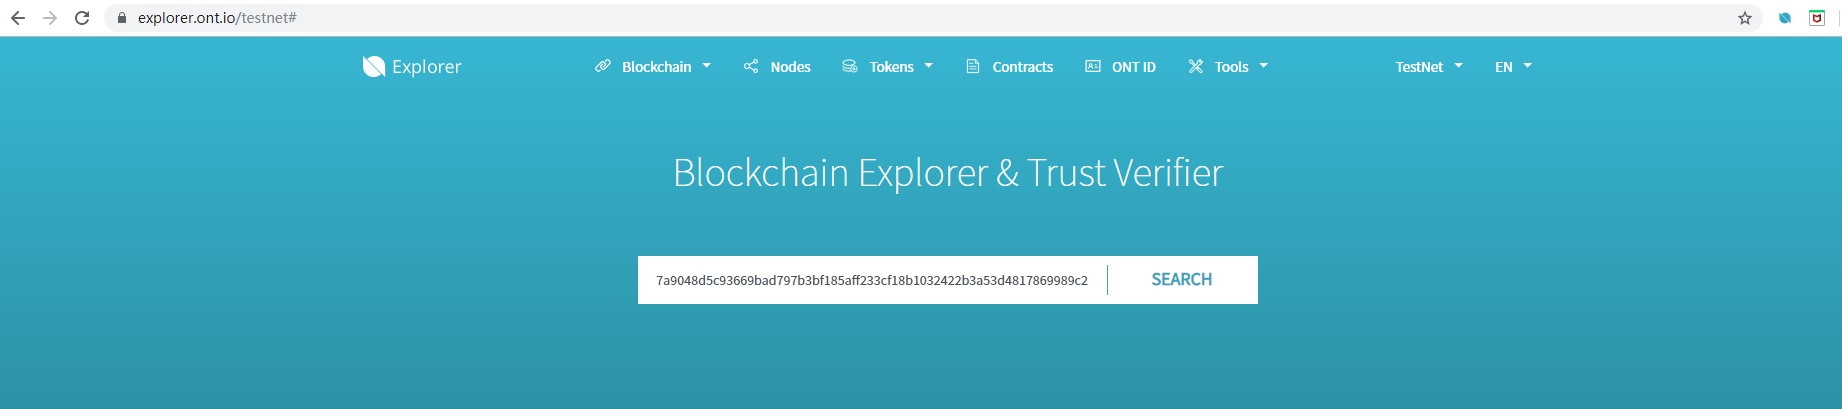 explorer.ont.io/testnet#
Explorer Blockchain Nodes Tokens Contracts ONT ID Tools TestNet EN
Blockchain Explorer & Trust Verifier
7a9048d5c93669bad797b3bf185aff233cf18b1032422b3a53d4817869989c2 SEARCH